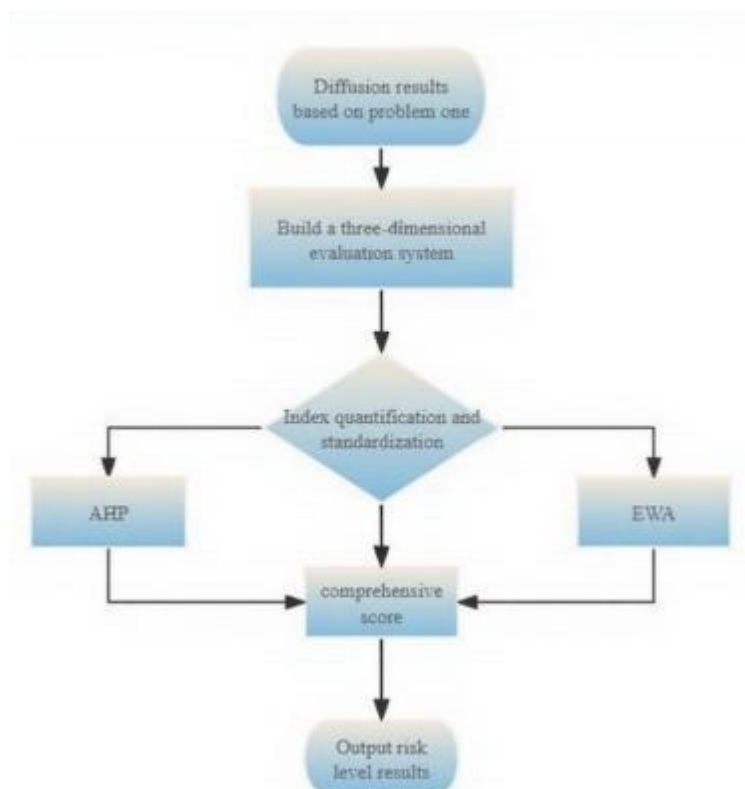 Diffusion results
based on problem one
Build a three-dimensional
evaluation system
Index quantification and
standardization
AHP
EWA
comprehensive
score
Output risk
level results